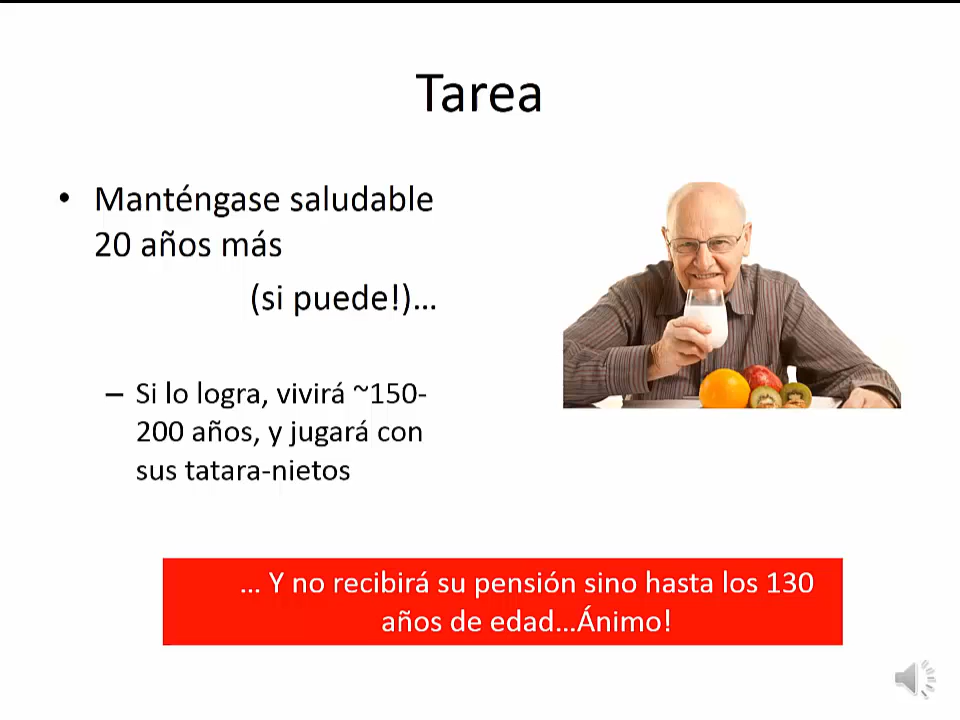 Tarea
• Manténgase saludable
20 años más
(si puede!)…
– Si lo logra, vivirá ~150-
200 años, y jugará con
sus tatara-nietos
… Y no recibirá su pensión sino hasta los 130
años de edad…Ánimo!